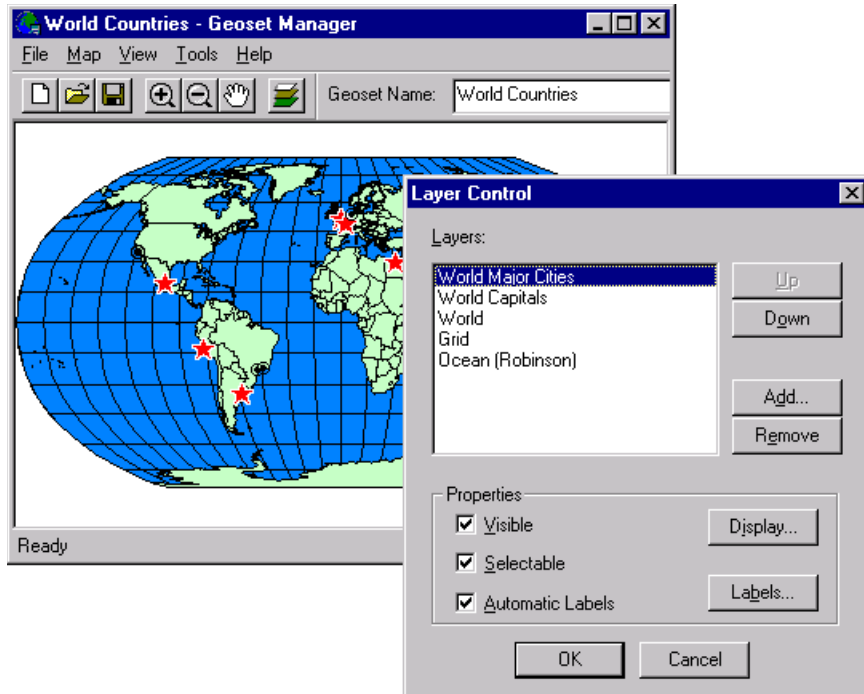 World Countries - Geoset Manager
File Map View Tools Help
Geoset Name: World Countries
Ready
Layer Control
Layers:
World Major Cities
World Capitals
World
Grid
Ocean (Robinson)
Up
Down
Add...
Remove
Properties
Visible
Selectable
Automatic Labels
Display...
Labels...
OK Cancel